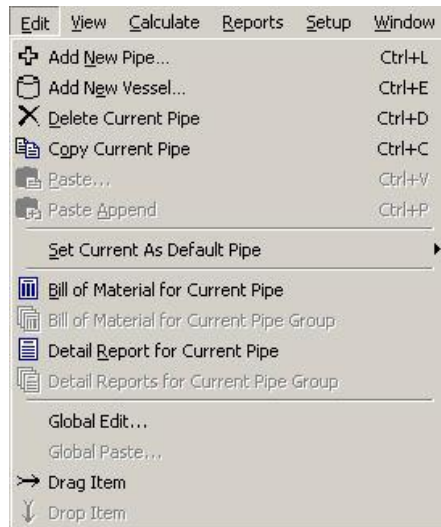 Edit View Calculate Reports Setup Window
Add New Pipe... Ctrl+L
Add New Vessel... Ctrl+E
Delete Current Pipe Ctrl+D
Copy Current Pipe Ctrl+C
Paste... Ctrl+V
Paste Append Ctrl+P
Set Current As Default Pipe
Bill of Material for Current Pipe
Bill of Material for Current Pipe Group
Detail Report for Current Pipe
Detail Reports for Current Pipe Group
Global Edit...
Global Paste...
Drag Item
Drop Item